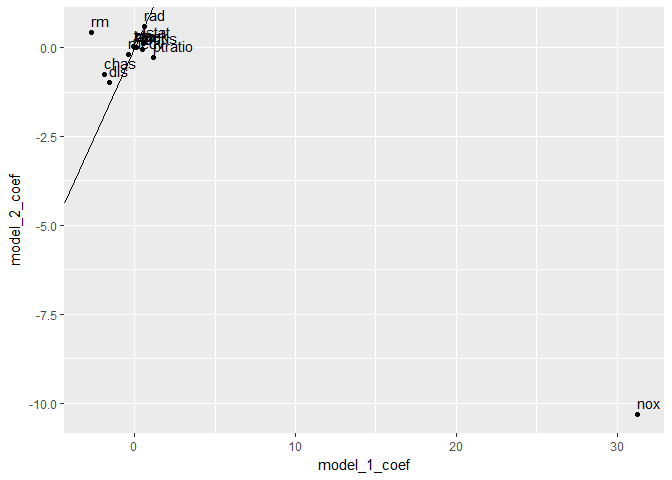 rad
rm
ptratio
chas
dis
nox
0.0
-2.5
-5.0
-7.5
-10.0
0
10
20
30
model_1_coef
model_2_coef